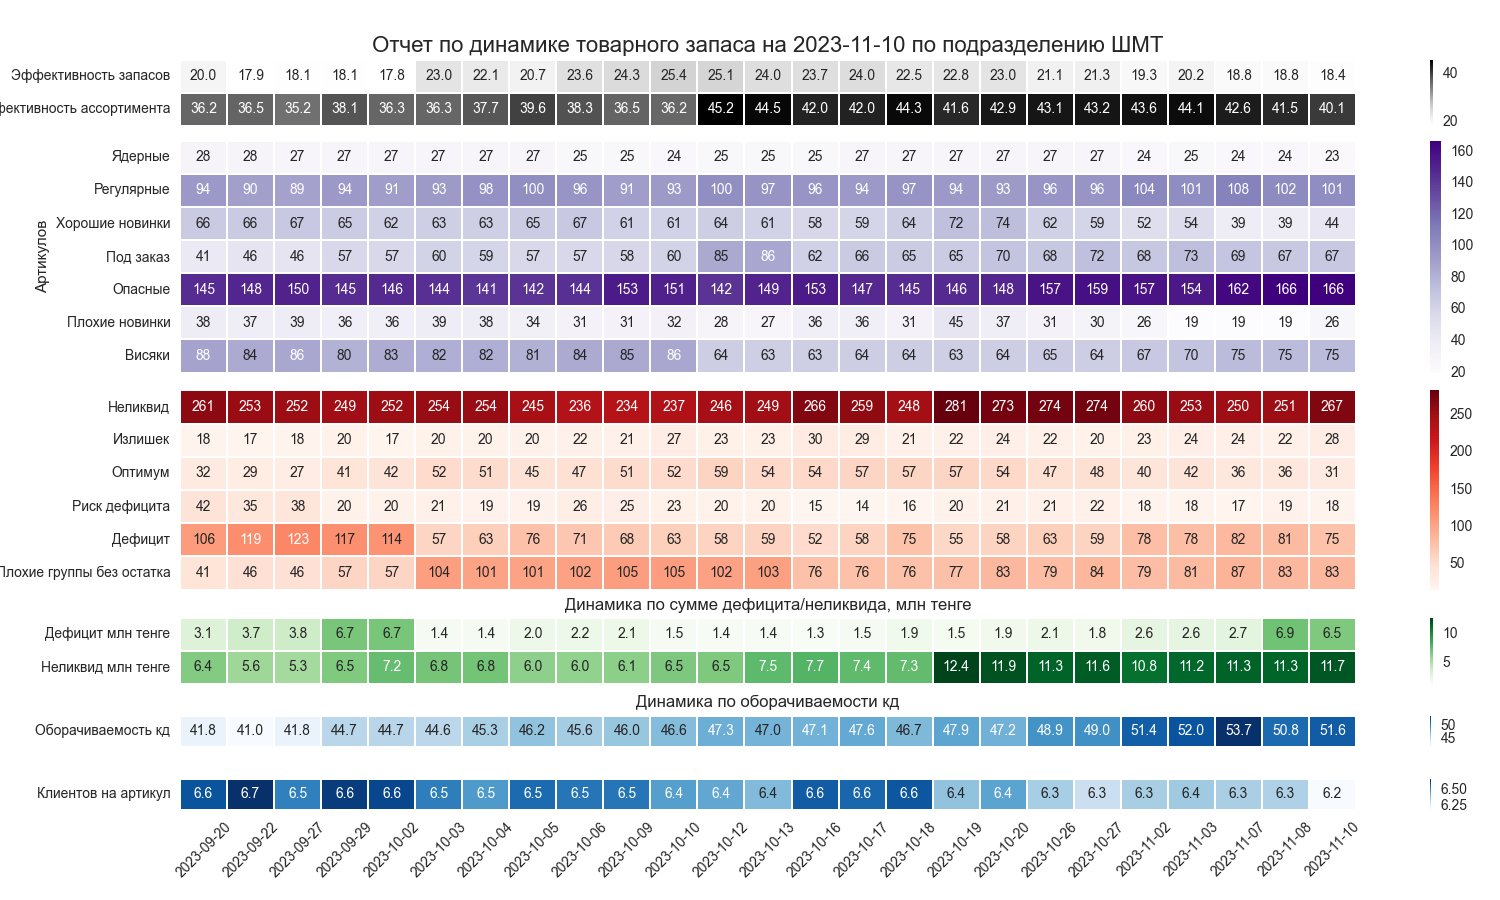 Отчет по динамике товарного запаса на 2023-11-10 по подразделению ШМТ
Эффективность запасов 20.0 17.9 18.1 18.1 17.8 23.0 22.1 20.7 23.6 24.3 25.4 25.1 24.0 23.7 24.0 22.5 22.8 23.0 21.1 21.3 19.3 20.2 18.8 18.8 18.4
фективность ассортимента 36.2 36.5 35.2 38.1 36.3 36.3 37.7 39.6 38.3 36.5 36.2 45.2 44.5 42.0 42.0 44.3 41.6 42.9 43.1 43.2 43.6 44.1 42.6 41.5 40.1
40
20
Артикулов
Ядерные 28 28 27 27 27 27 27 27 25 25 24 25 25 25 27 27 27 27 27 27 24 25 24 24 23
Регулярные 94 90 89 94 91 93 98 100 96 91 93 100 97 96 94 97 94 93 96 96 104 101 108 102 101
Хорошие новинки 66 66 67 65 62 63 63 65 67 61 61 64 61 58 59 64 72 74 62 59 52 54 39 39 44
Под заказ 41 46 46 57 57 60 59 57 57 58 60 85 86 62 66 65 65 70 68 72 68 73 69 67 67
Опасные 145 148 150 145 146 144 141 142 144 153 151 142 149 153 147 145 146 148 157 159 157 154 162 166 166
Плохие новинки 38 37 39 36 36 39 38 34 31 31 32 28 27 36 36 31 45 37 31 30 26 19 19 19 26
Висяки 88 84 86 80 83 82 82 81 84 85 86 64 63 63 64 64 63 64 65 64 67 70 75 75 75
160
140
120
100
80
60
40
20
Неликвид 261 253 252 249 252 254 254 245 236 234 237 246 249 266 259 248 281 273 274 274 260 253 250 251 267
Излишек 18 17 18 20 17 20 20 20 22 21 27 23 23 30 29 21 22 24 22 20 23 24 24 22 28
Оптимум 32 29 27 41 42 52 51 45 47 51 52 59 54 54 57 57 57 54 47 48 40 42 36 36 31
Риск дефицита 42 35 38 20 20 21 19 19 26 25 23 20 20 15 14 16 20 21 21 22 18 18 17 19 18
Дефицит 106 119 123 117 114 57 63 76 71 68 63 58 59 52 58 75 55 58 63 59 78 78 82 81 75
Плохие группы без остатка 41 46 46 57 57 104 101 101 102 105 105 102 103 76 76 76 77 83 79 84 79 81 87 83 83
250
200
150
100
50
Динамика по сумме дефицита/неликвида, млн тенге
Дефицит млн тенге 3.1 3.7 3.8 6.7 6.7 1.4 1.4 2.0 2.2 2.1 1.5 1.4 1.4 1.3 1.5 1.9 1.5 1.9 2.1 1.8 2.6 2.6 2.7 6.9 6.5
Неликвид млн тенге 6.4 5.6 5.3 6.5 7.2 6.8 6.8 6.0 6.0 6.1 6.5 6.5 7.5 7.7 7.4 7.3 12.4 11.9 11.3 11.6 10.8 11.2 11.3 11.3 11.7
10
5
Динамика по оборачиваемости кд
Оборачиваемость кд 41.8 41.0 41.8 44.7 44.7 44.6 45.3 46.2 45.6 46.0 46.6 47.3 47.0 47.1 47.6 46.7 47.9 47.2 48.9 49.0 51.4 52.0 53.7 50.8 51.6
50
45
Клиентов на артикул 6.6 6.7 6.5 6.6 6.6 6.5 6.5 6.5 6.5 6.5 6.4 6.4 6.4 6.6 6.6 6.6 6.4 6.4 6.3 6.3 6.3 6.4 6.3 6.3 6.2
6.50
6.25
2023-09-20 2023-09-22 2023-09-27 2023-09-29 2023-10-02 2023-10-03 2023-10-04 2023-10-05 2023-10-06 2023-10-09 2023-10-10 2023-10-12 2023-10-13 2023-10-16 2023-10-17 2023-10-18 2023-10-19 2023-10-20 2023-10-26 2023-10-27 2023-11-02 2023-11-03 2023-11-07 2023-11-08 2023-11-10